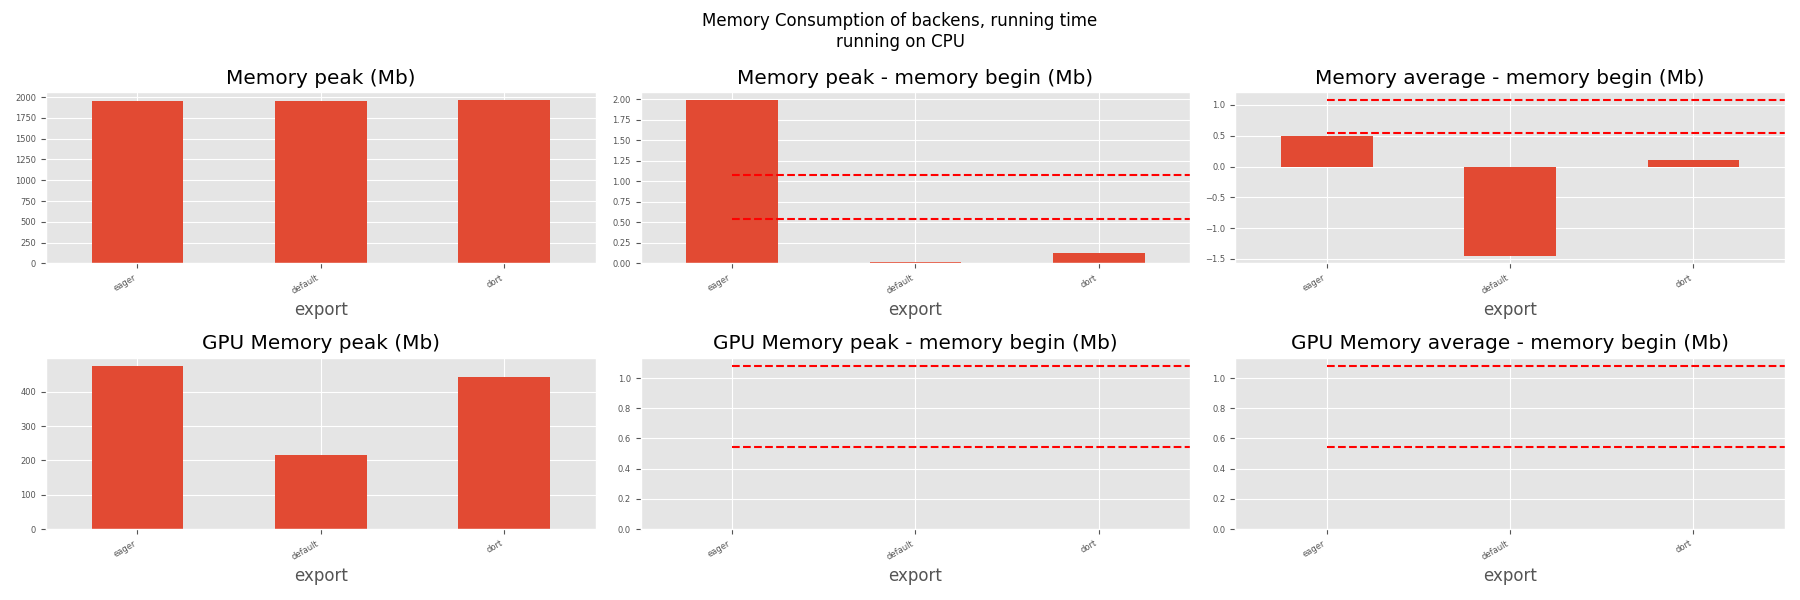 Memory Consumption of backens, running time
running on CPU
Memory peak (Mb)
2000
1750
1500
1250
1000
750
500
250
0
eager
default
dort
export
Memory peak - memory begin (Mb)
2.00
1.75
1.50
1.25
1.00
0.75
0.50
0.25
0.00
eager
default
dort
export
Memory average - memory begin (Mb)
1.0
0.5
0.0
−0.5
−1.0
−1.5
eager
default
dort
export
GPU Memory peak (Mb)
400
300
200
100
0
eager
default
dort
export
GPU Memory peak - memory begin (Mb)
1.0
0.8
0.6
0.4
0.2
0.0
eager
default
dort
export
GPU Memory average - memory begin (Mb)
1.0
0.8
0.6
0.4
0.2
0.0
eager
default
dort
export